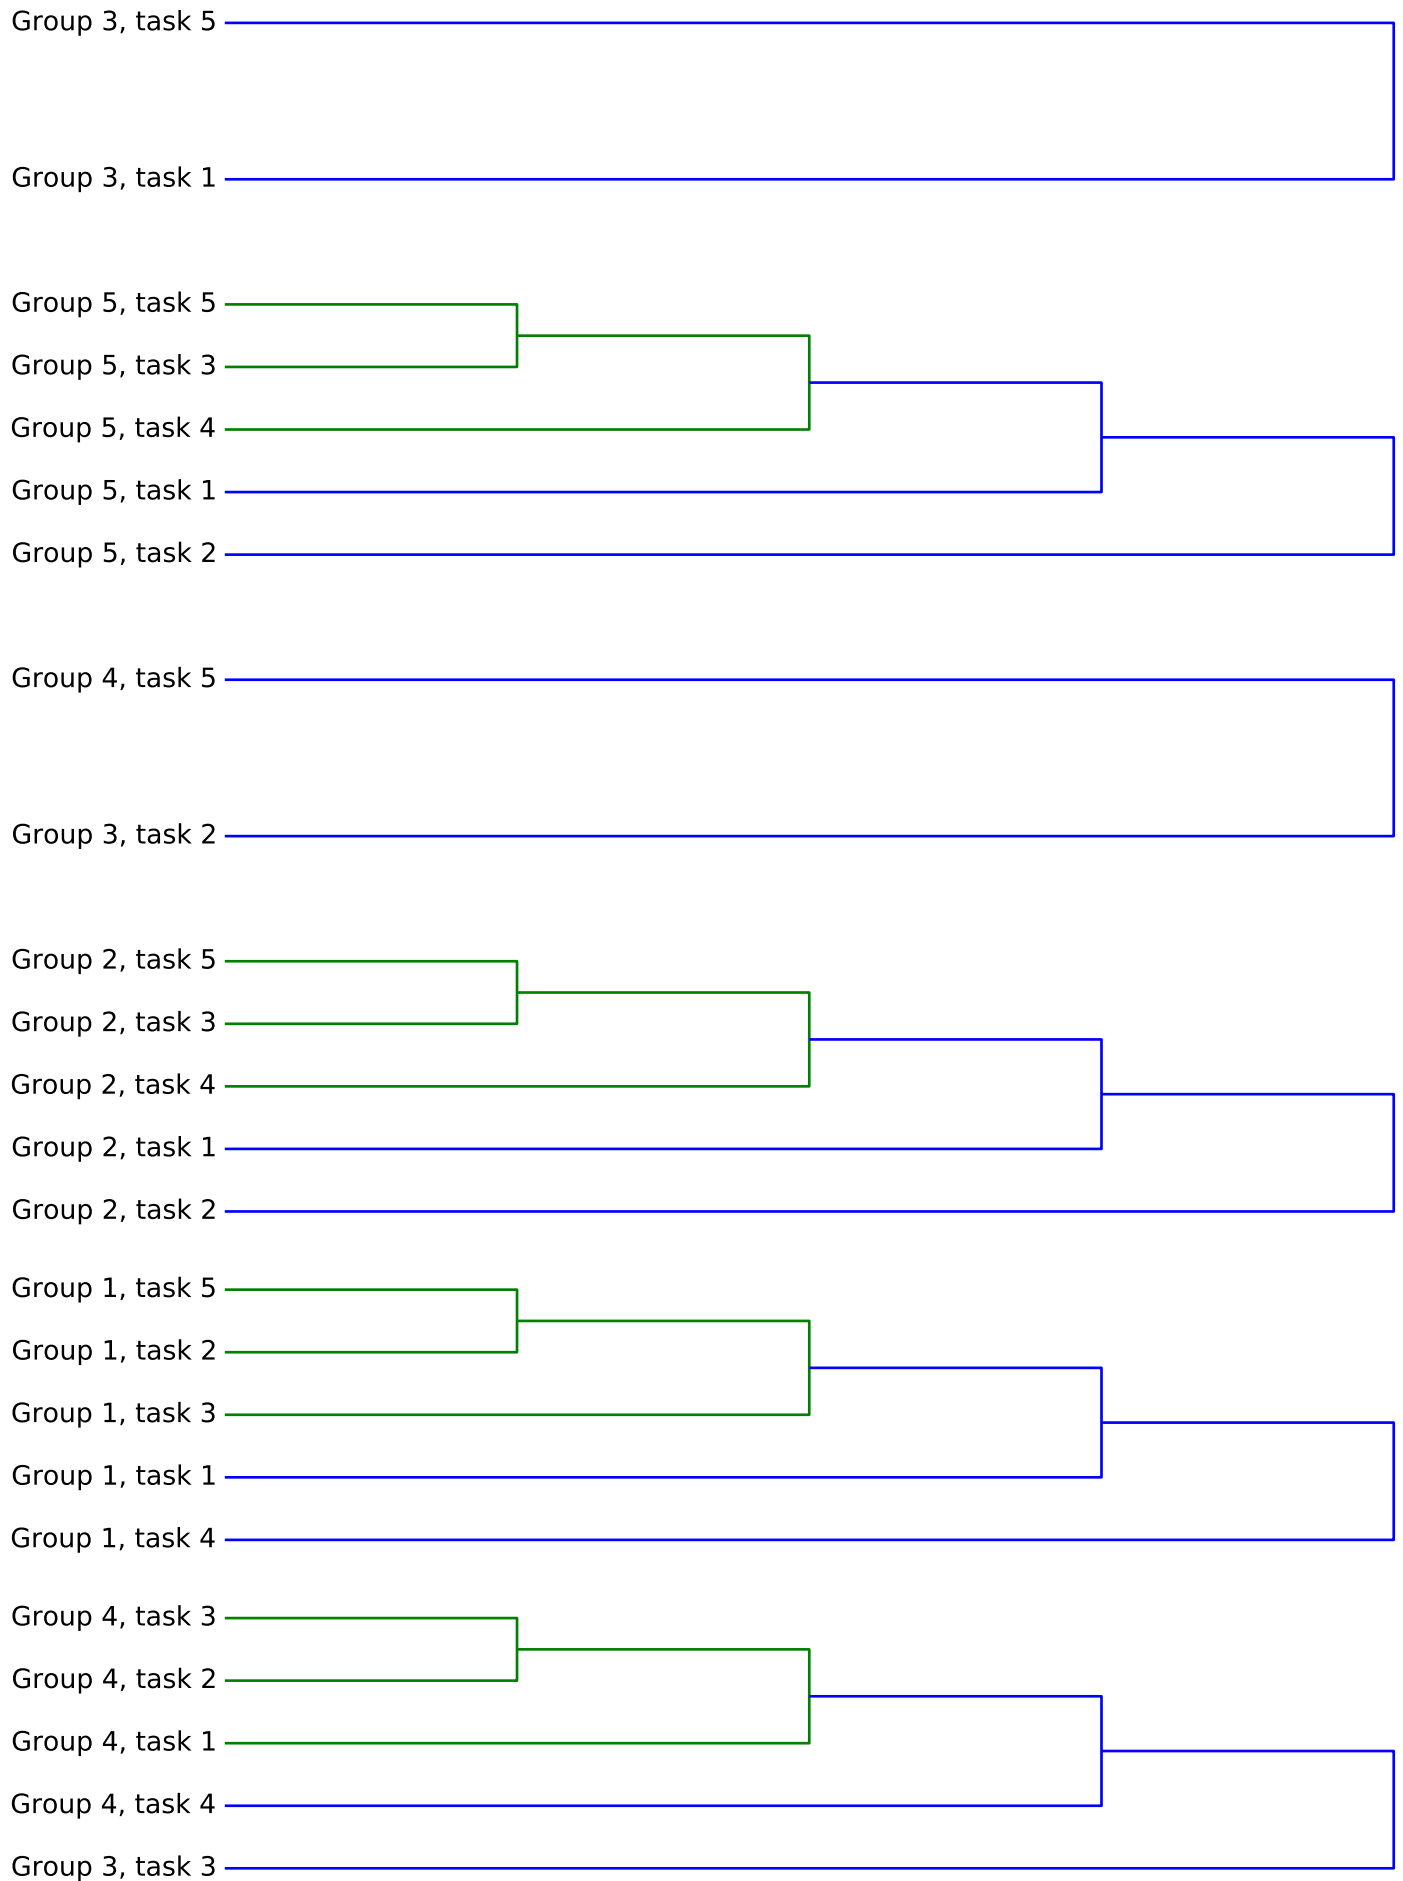 Group 3, task 5
Group 3, task 1
Group 5, task 5
Group 5, task 3
Group 5, task 4
Group 5, task 1
Group 5, task 2
Group 4, task 5
Group 3, task 2
Group 2, task 5
Group 2, task 3
Group 2, task 4
Group 2, task 1
Group 2, task 2
Group 1, task 5
Group 1, task 2
Group 1, task 3
Group 1, task 1
Group 1, task 4
Group 4, task 3
Group 4, task 2
Group 4, task 1
Group 4, task 4
Group 3, task 3